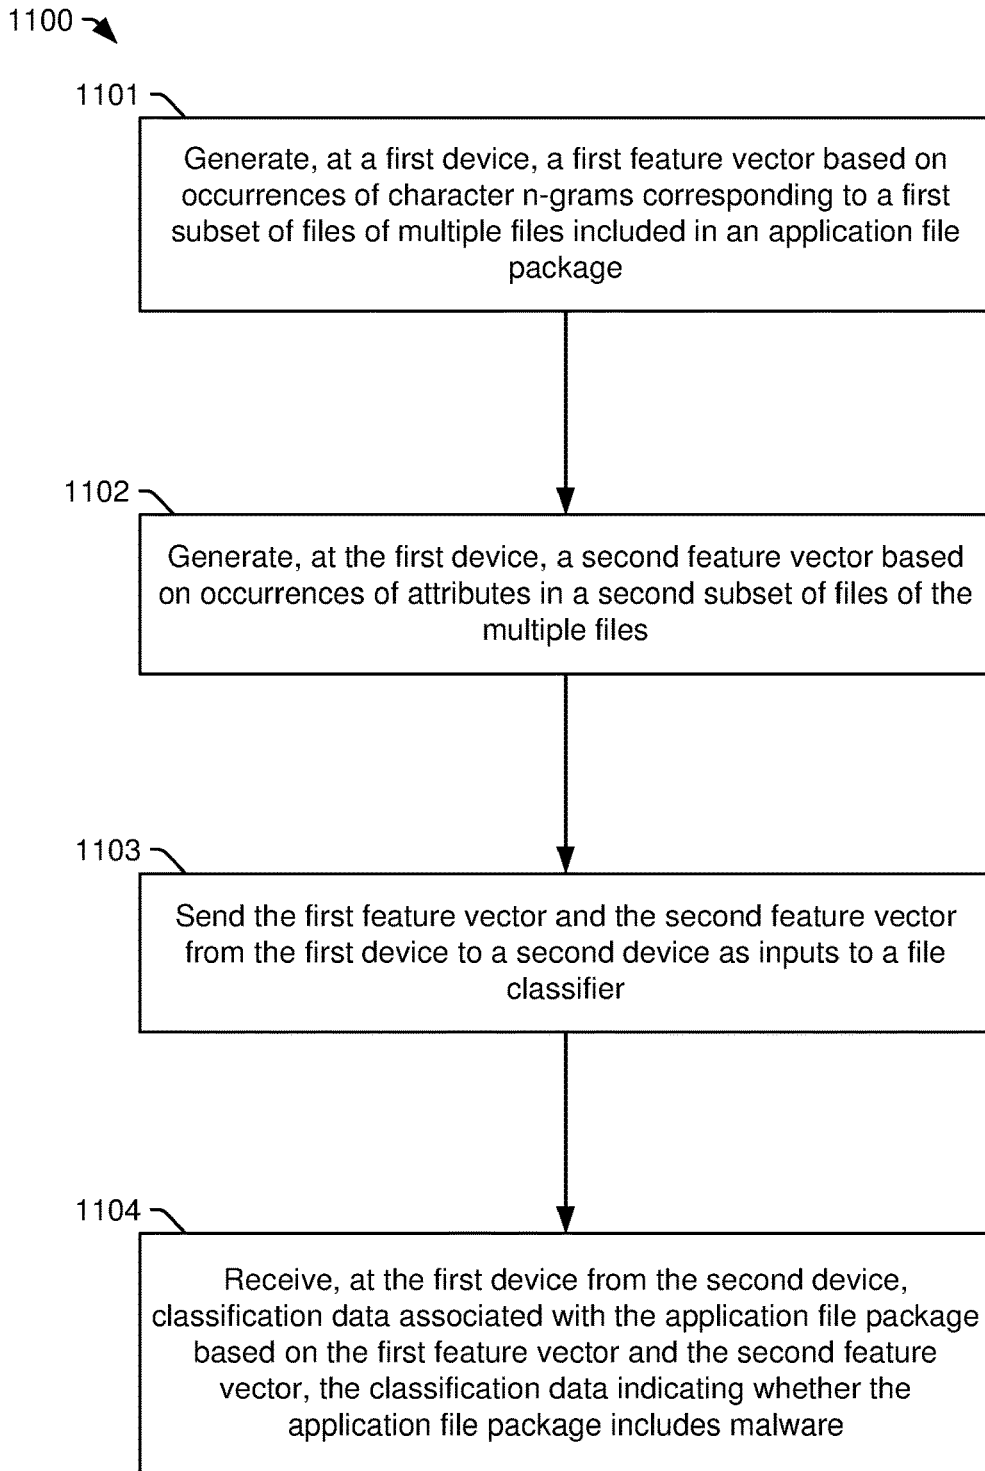 1100
1101
Generate, at a first device, a first feature vector based on
occurrences of character n-grams corresponding to a first
subset of files of multiple files included in an application file
package
1102
Generate, at the first device, a second feature vector based
on occurrences of attributes in a second subset of files of the
multiple files
1103
Send the first feature vector and the second feature vector
from the first device to a second device as inputs to a file
classifier
1104
Receive, at the first device from the second device,
classification data associated with the application file package
based on the first feature vector and the second feature
vector, the classification data indicating whether the
application file package includes malware